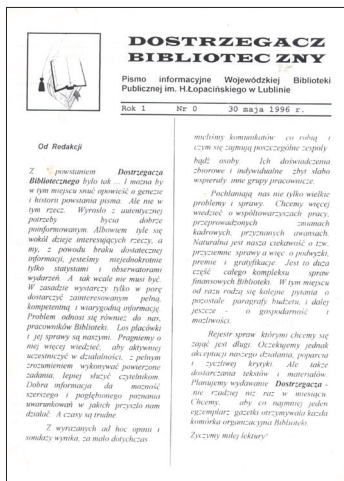 DOSTRZEGACZ
BIBLIOTECZNY
Pismo informacyjne Wojewódzkiej Biblioteki
Publicznej im. H.Łopacińskiego w Lublinie
Rok 1 Nr 0 30 maja 1996 r.
Od Redakcji
Z powstaniem Dostrzegacza
Bibliotecznego było tak ... I można by
w tym miejscu snuć opowieść o genezie
i historii powstania pisma. Ale nie w
tym rzecz. Wyrosło z autentycznej
potrzeby bycia dobrze
poinformowanym. Albowiem tyle się
wokół dzieje interesujących rzeczy, a
my, z powodu braku dostatecznej
informacji, jesteśmy niejednokrotnie
tylko statystami i obserwatorami
wydarzeń. A tak wcale nie musi być.
W zasadzie wystarczy tylko w porę
dostarczyć zainteresowanym pełną,
kompetentną i wiarygodną informację.
Problem odnosi się również do nas,
pracowników Biblioteki. Los placówki
i jej sprawy są naszymi. Pragniemy o
niej więcej wiedzieć, aby aktywniej
uczestniczyć w działalności, z pełnym
zrozumieniem wykonywać powierzone
zadania, lepiej służyć czytelnikom.
Dobra informacja da możność
szerszego i pogłębionego poznania
uwarunkowań w jakich przyszło nam
działać. A czasy są trudne.
Z wyrażanych ad hoc opinii i
sondaży wynika, że mało dotychczas
mieliśmy komunikatów co robią i
czym się zajmują poszczególne zespoły
bądź osoby. Ich doświadczenia
zbiorowe i indywidualne zbyt słabo
wspierały inne grupy pracownicze.
Pochłaniają nas nie tylko wielkie
problemy i sprawy. Chcemy więcej
wiedzieć o współtowarzyszach pracy,
przeprowadzonych zmianach
kadrowych, przyznanych awansach.
Naturalna jest nasza ciekawość o tzw.
przyziemne sprawy a więc o podwyżki,
premie i gratyfikacje. Jest to duża
część całego kompleksu spraw
finansowych Biblioteki. W tym miejscu
od razu rodzą się kolejne pytania o
pozostałe paragrafy budżetu, i dalej
jeszcze - o gospodarność i
możliwości.
Rejestr spraw którymi chcemy się
zająć jest długi. Oczekujemy jednak
akceptacji naszego działania, poparcia
i życzliwej krytyki. Ale także
dostarczania tekstów i materiałów.
Planujemy wydawanie Dostrzegacza -
nie rzadziej niż raz w miesiącu.
Chcemy, aby co najmniej jeden
egzemplarz gazetki otrzymywała każda
komórka organizacyjna Biblioteki.
Życzymy miłej lektury!